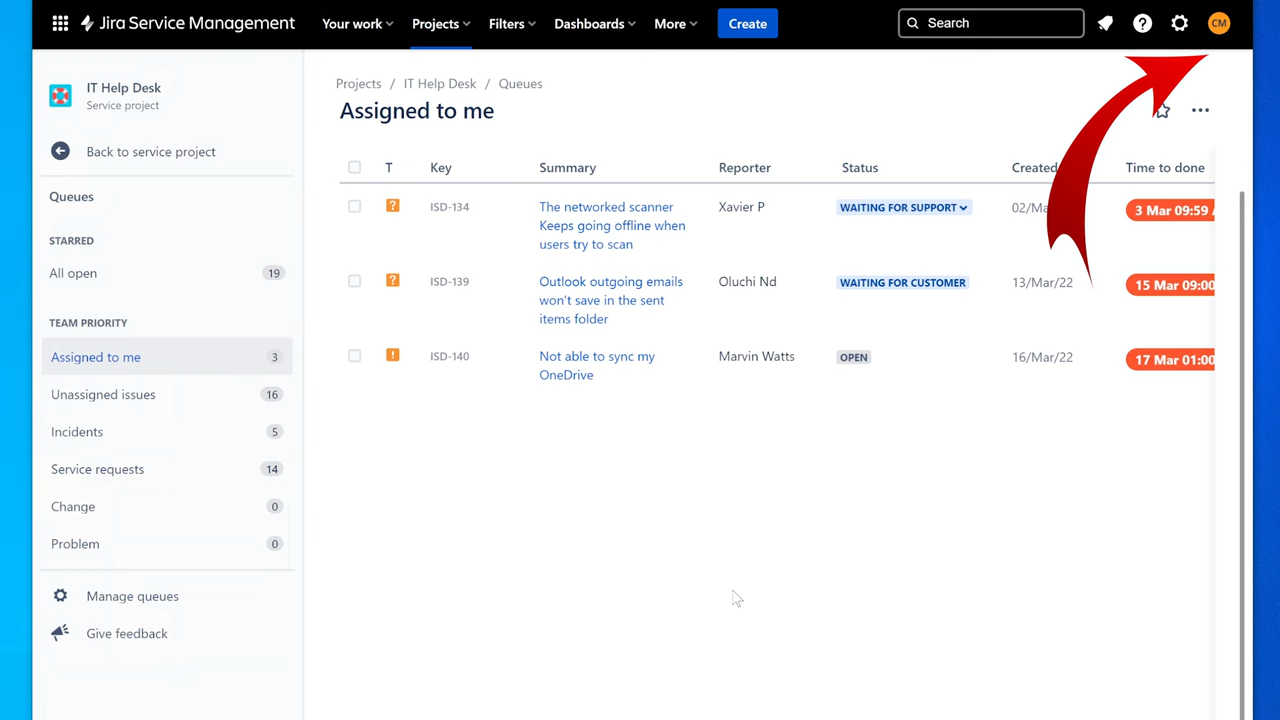 Jira Service Management Your work Projects Filters Dashboards More Create Search CM
IT Help Desk
Service project
Back to service project
Queues
STARRED
All open 19
TEAM PRIORITY
Assigned to me 3
Unassigned issues 16
Incidents 5
Service requests 14
Change 0
Problem 0
Manage queues
Give feedback
Projects / IT Help Desk / Queues
Assigned to me
T Key Summary Reporter Status Created Time to done
ISD-134 The networked scanner Xavier P WAITING FOR SUPPORT 02/Ma 3 Mar 09:59
Keeps going offline when
users try to scan
ISD-139 Outlook outgoing emails Oluchi Nd WAITING FOR CUSTOMER 13/Mar/22 15 Mar 09:00
won't save in the sent
items folder
ISD-140 Not able to sync my Marvin Watts OPEN 16/Mar/22 17 Mar 01:00
OneDrive